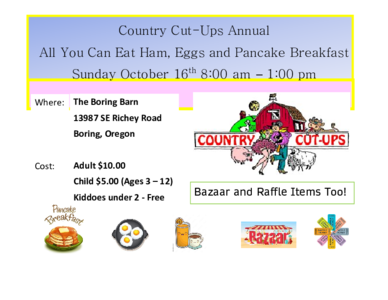 Country Cut-Ups Annual
All You Can Eat Ham, Eggs and Pancake Breakfast
Sunday October 16th 8:00 am – 1:00 pm
Where: The Boring Barn
13987 SE Richey Road
Boring, Oregon
COUNTRY CUT-UPS
Cost: Adult $10.00
Child $5.00 (Ages 3 – 12)
Kiddoes under 2 - Free
Bazaar and Raffle Items Too!
Pancake
Breakfast
Bazaar